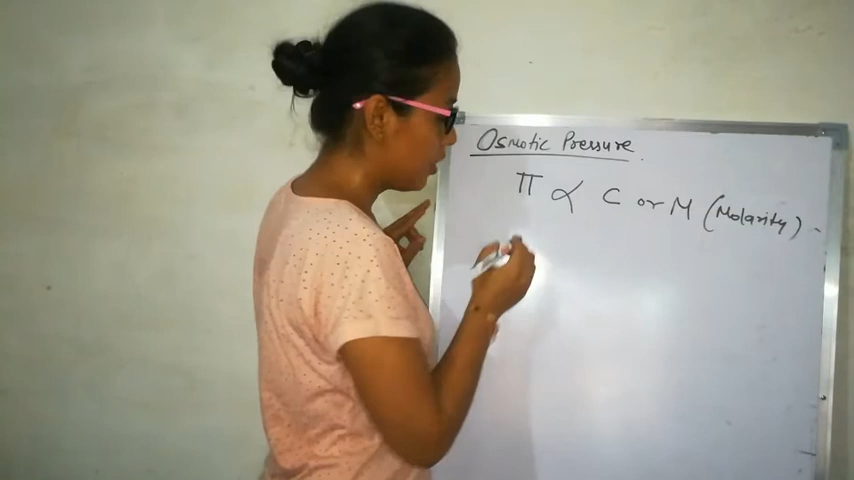 Osmotic Pressure
π ∝ C or M (Molarity)